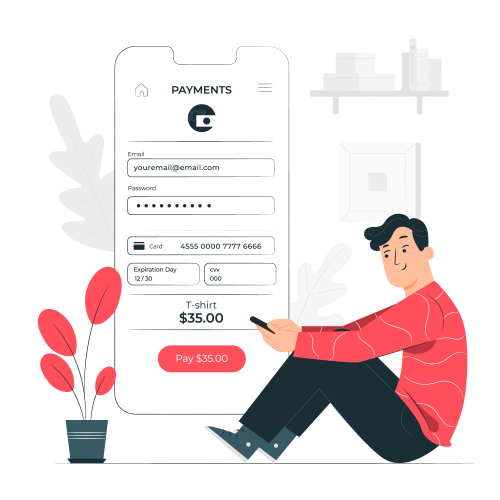 PAYMENTS
Email
youremail@email.com
Password
••••••••••
Card 4555 0000 7777 6666
Expiration Day
12/30
cvv
000
T-shirt
$35.00
Pay $35.00